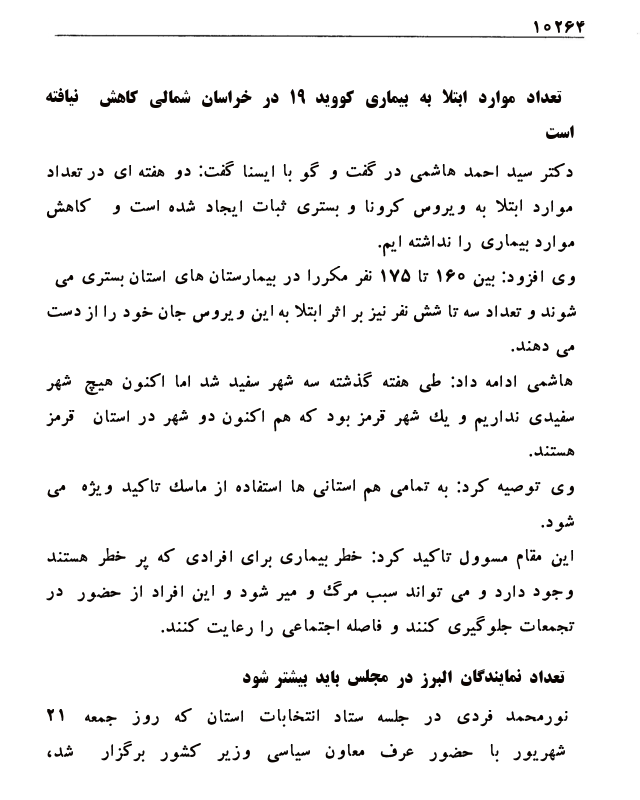 ۱۰۲۶۴
تعداد موارد ابتلا به بیماری کووید ۱۹ در خراسان شمالی کاهش نیافته
است
دکتر سید احمد هاشمی در گفت و گو با ایسنا گفت: دو هفته ای در تعداد
موارد ابتلا به ویروس کرونا و بستری ثبات ایجاد شده است و کاهش
موارد بیماری را نداشته ایم.
وی افزود: بین ۱۶۰ تا ۱۷۵ نفر مکررا در بیمارستان های استان بستری می
شوند و تعداد سه تا شش نفر نیز بر اثر ابتلا به این ویروس جان خود را از دست
می دهند.
هاشمی ادامه داد: طی هفته گذشته سه شهر سفید شد اما اکنون هیچ شهر
سفیدی نداریم و یك شهر قرمز بود که هم اکنون دو شهر در استان قرمز
هستند.
وی توصیه کرد: به تمامی هم استانی ها استفاده از ماسك تاکید ویژه می
شود.
این مقام مسوول تاکید کرد: خطر بیماری برای افرادی که پر خطر هستند
وجود دارد و می تواند سبب مرگ و میر شود و این افراد از حضور در
تجمعات جلوگیری کنند و فاصله اجتماعی را رعایت کنند.
تعداد نمایندگان البرز در مجلس باید بیشتر شود
نورمحمد فردی در جلسه ستاد انتخابات استان که روز جمعه ۲۱
شهریور با حضور عرف معاون سیاسی وزیر کشور برگزار شد،